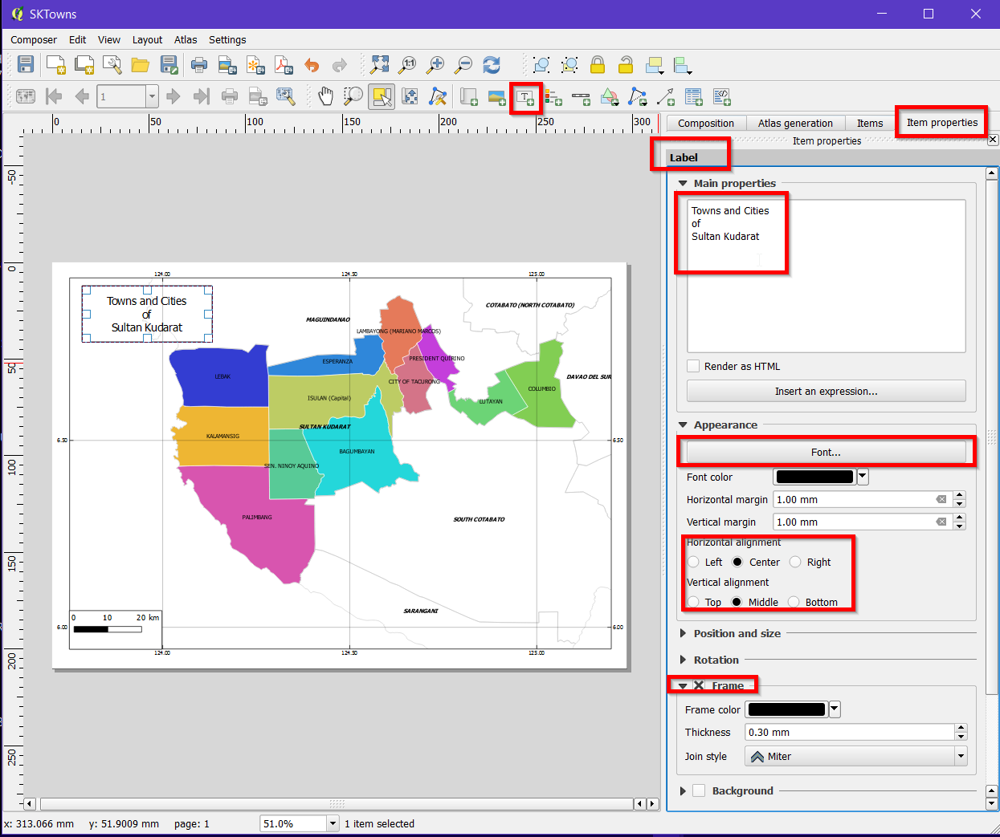 SKTowns
Composer Edit View Layout Atlas Settings
1:1
1
T
0 50 100 150 200 250 300
Composition Atlas generation Items Item properties
Item properties
Label
Main properties
Towns and Cities
of
Sultan Kudarat
Render as HTML
Insert an expression...
Appearance
Font...
Font color
Horizontal margin 1.00 mm
Vertical margin 1.00 mm
Horizontal alignment
Left Center Right
Vertical alignment
Top Middle Bottom
Position and size
Rotation
Frame
Frame color
Thickness 0.30 mm
Join style Miter
Background
-50
0
50
100
150
200
250
124.00 124.50 125.00
Towns and Cities
of
Sultan Kudarat
COTABATO (NORTH COTABATO)
MAGUINDANAO
LAMBAYONG (MARIANO MARCOS)
ESPERANZA
PRESIDENT QUIRINO
LEBAK
CITY OF TACURONG
DAVAO DEL SUR
COLUMBIO
ISULAN (Capital)
LUTAYAN
SULTAN KUDARAT
KALAMANSIG
6.50 6.50
BAGUMBAYAN
SEN. NINOY AQUINO
PALIMBANG
SOUTH COTABATO
SARANGANI
0 10 20 km
6.00 6.00
124.00 124.50 125.00
x: 313.066 mm y: 51.9009 mm page: 1 51.0% 1 item selected